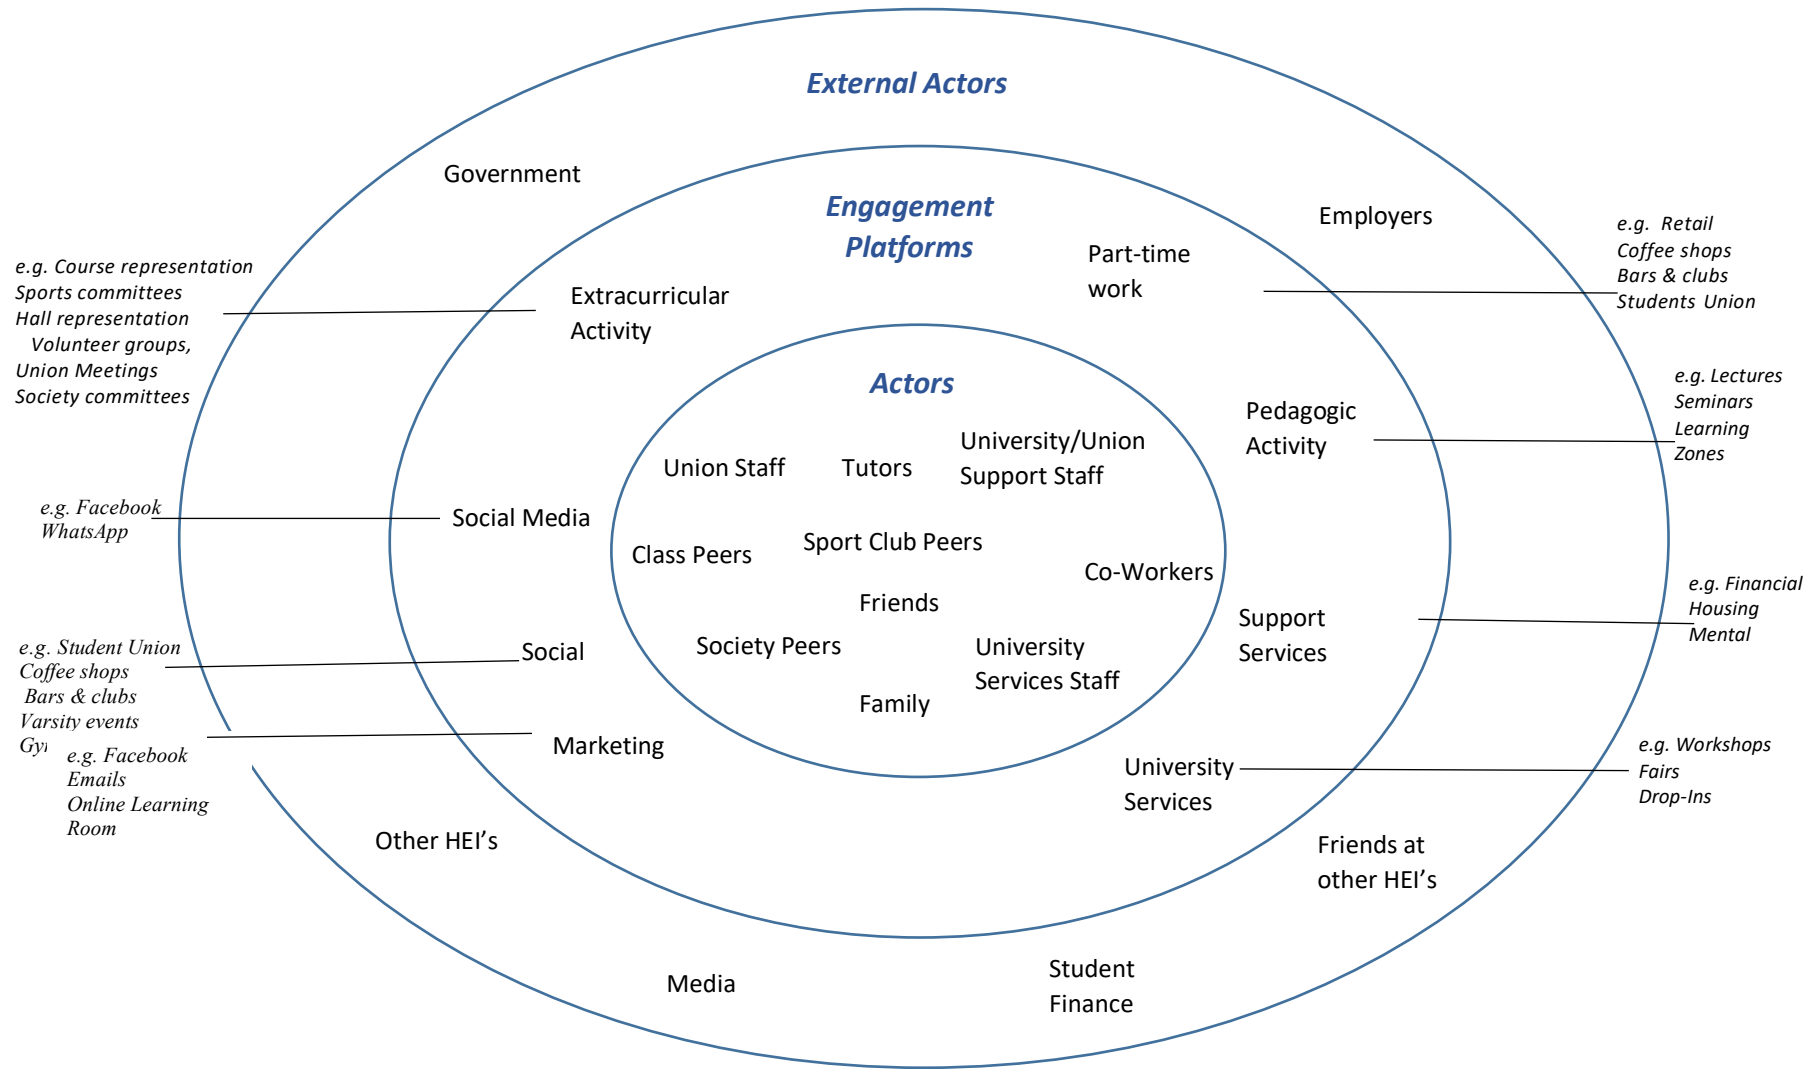 External Actors
Government
Employers
Engagement
Platforms
Part-time
work
Extracurricular
Activity
Pedagogic
Activity
Social Media
Support
Services
Social
Marketing
University
Services
Actors
Union Staff
Tutors
University/Union
Support Staff
Class Peers
Sport Club Peers
Co-Workers
Friends
Society Peers
University
Services Staff
Family
Other HEI’s
Friends at
other HEI’s
Media
Student
Finance
e.g. Course representation
Sports committees
Hall representation
Volunteer groups,
Union Meetings
Society committees
e.g. Facebook
WhatsApp
e.g. Student Union
Coffee shops
Bars & clubs
Varsity events
e.g. Facebook
Emails
Online Learning
Room
e.g. Retail
Coffee shops
Bars & clubs
Students Union
e.g. Lectures
Seminars
Learning
Zones
e.g. Financial
Housing
Mental
e.g. Workshops
Fairs
Drop-Ins